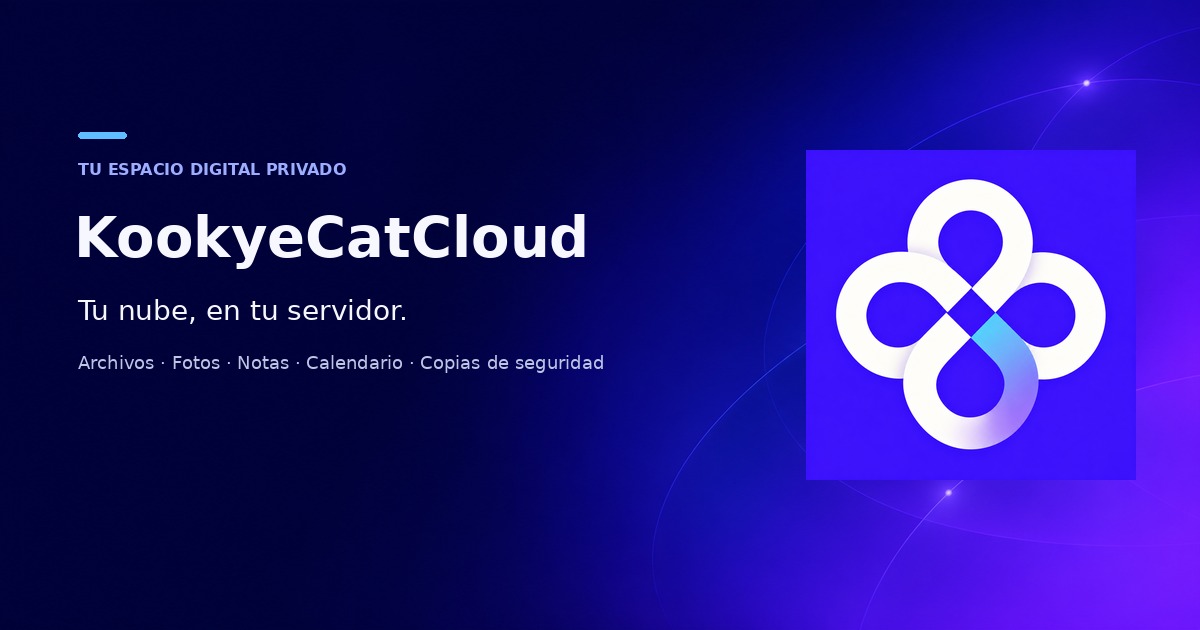 TU ESPACIO DIGITAL PRIVADO
KookyeCatCloud
Tu nube, en tu servidor.
Archivos · Fotos · Notas · Calendario · Copias de seguridad